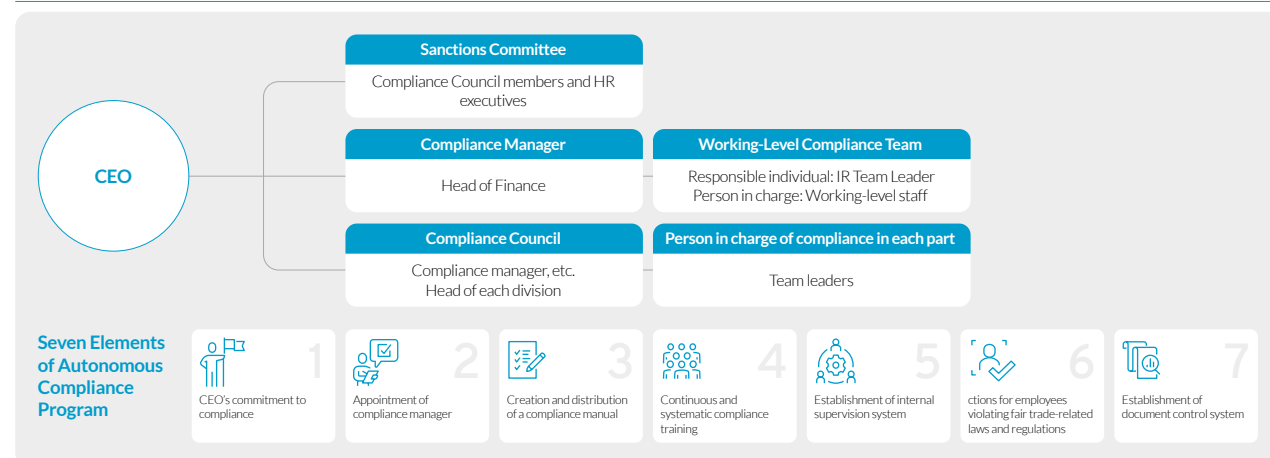 Sanctions Committee
Compliance Council members and HR
executives
CEO
Compliance Manager
Head of Finance
Working-Level Compliance Team
Responsible individual: IR Team Leader
Person in charge: Working-level staff
Compliance Council
Compliance manager, etc.
Head of each division
Person in charge of compliance in each part
Team leaders
Seven Elements
of Autonomous
Compliance
Program
1
CEO's commitment to
compliance
2
Appointment of
compliance manager
3
Creation and distribution
of a compliance manual
4
Continuous and
systematic compliance
training
5
Establishment of internal
supervision system
6
ctions for employees
violating fair trade-related
laws and regulations
7
Establishment of
document control system